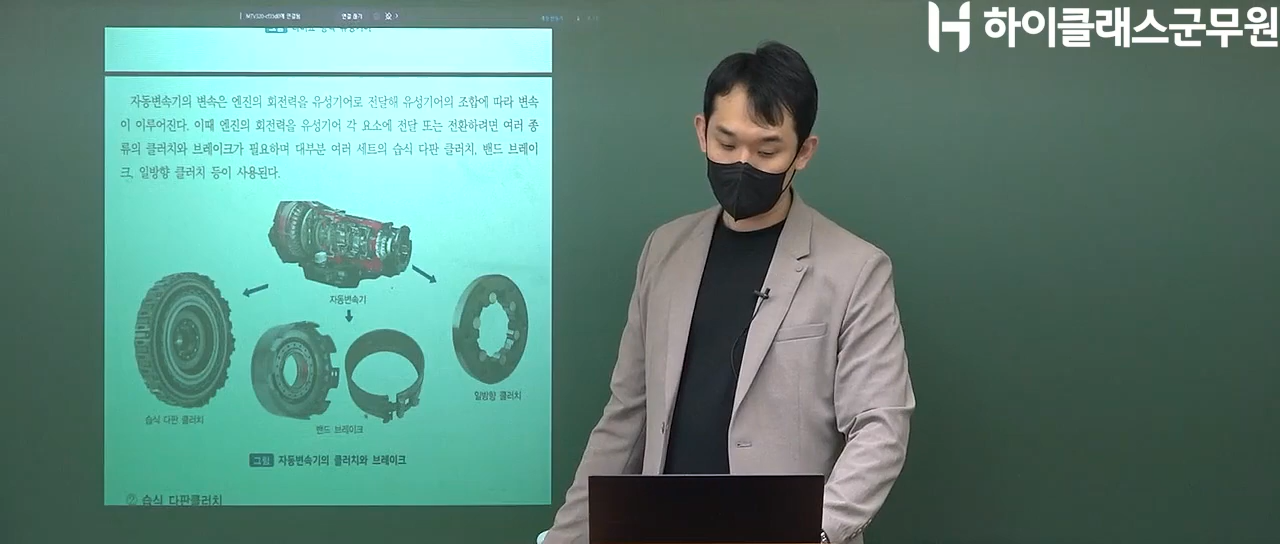 하이클래스군무원
연결 끊기
자동변속기의 변속은 엔진의 회전력을 유성기어로 전달해 유성기어의 조합에 따라 변속
이 이루어진다. 이때 엔진의 회전력을 유성기어 각 요소에 전달 또는 전환하려면 여러 종
류의 클러치와 브레이크가 필요하며 대부분 여러 세트의 습식 다판 클러치, 밴드 브레이
크, 일방향 클러치 등이 사용된다.
자동변속기
습식 다판 클러치
밴드 브레이크
일방향 클러치
그림 자동변속기의 클러치와 브레이크
② 습식 다판클러치